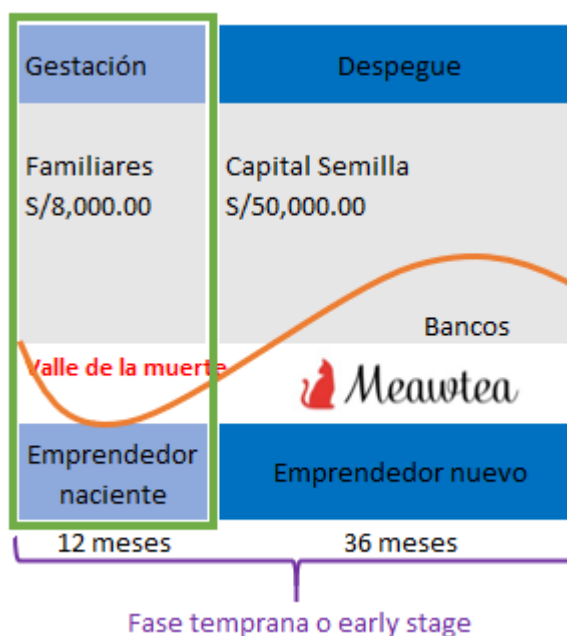 Gestación
Despegue
Familiares
S/8,000.00
Capital Semilla
S/50,000.00
Bancos
Valle de la muerte
Meawtea
Emprendedor
naciente
Emprendedor nuevo
12 meses
36 meses
Fase temprana o early stage